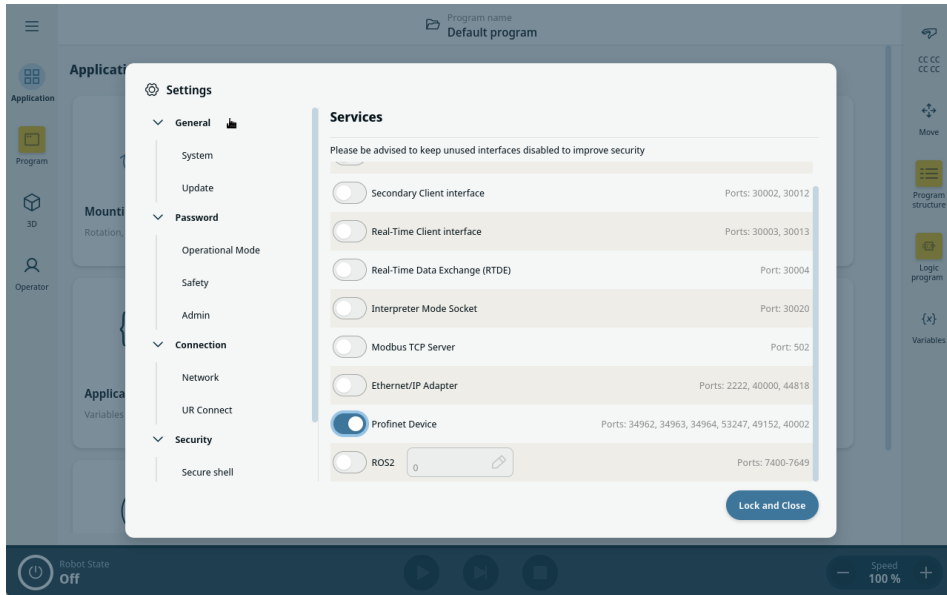 Program name
Default program
Application
Program
3D
Operator
Applicati
Mounti
Rotation,
Applica
Variables
Settings
General
System
Update
Password
Operational Mode
Safety
Admin
Connection
Network
UR Connect
Security
Secure shell
Services
Please be advised to keep unused interfaces disabled to improve security
Secondary Client interface Ports: 30002, 30012
Real-Time Client interface Ports: 30003, 30013
Real-Time Data Exchange (RTDE) Port: 30004
Interpreter Mode Socket Port: 30020
Modbus TCP Server Port: 502
Ethernet/IP Adapter Ports: 2222, 40000, 44818
Profinet Device Ports: 34962, 34963, 34964, 53247, 49152, 40002
ROS2 0 Ports: 7400-7649
Lock and Close
CC CC
CC CC
Move
Program
structure
Logic
program
{x}
Variables
Robot State
Off
Speed
100 %